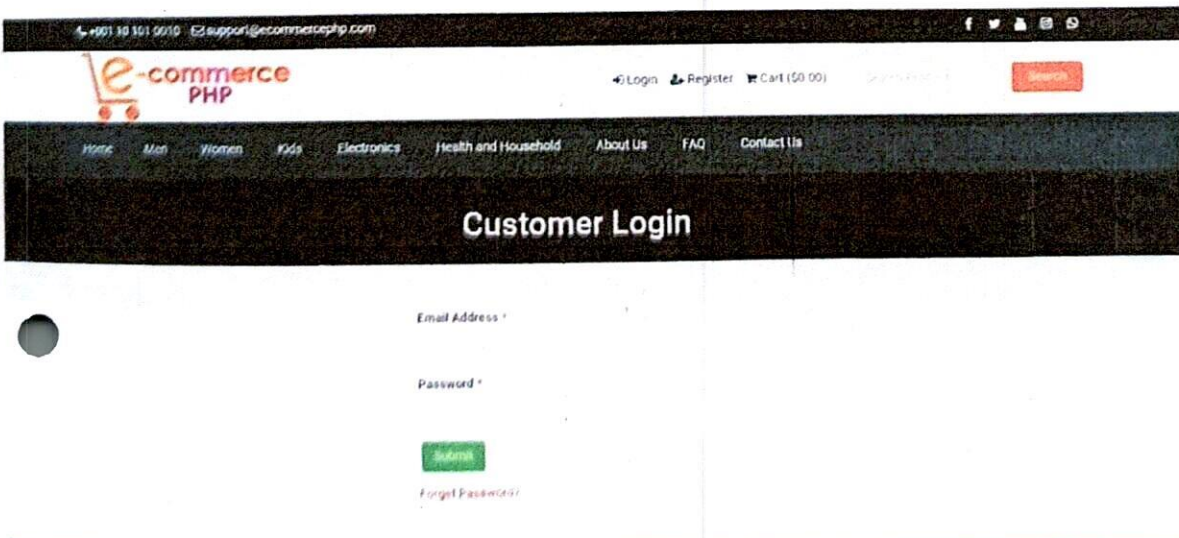 +001 10 101 0010 support@ecommercephp.com
e-commerce
PHP
Login Register Cart ($0.00) Search
Home Men Women Kids Electronics Health and Household About Us FAQ Contact Us
Customer Login
Email Address *
Password *
Submit
Forget Password?